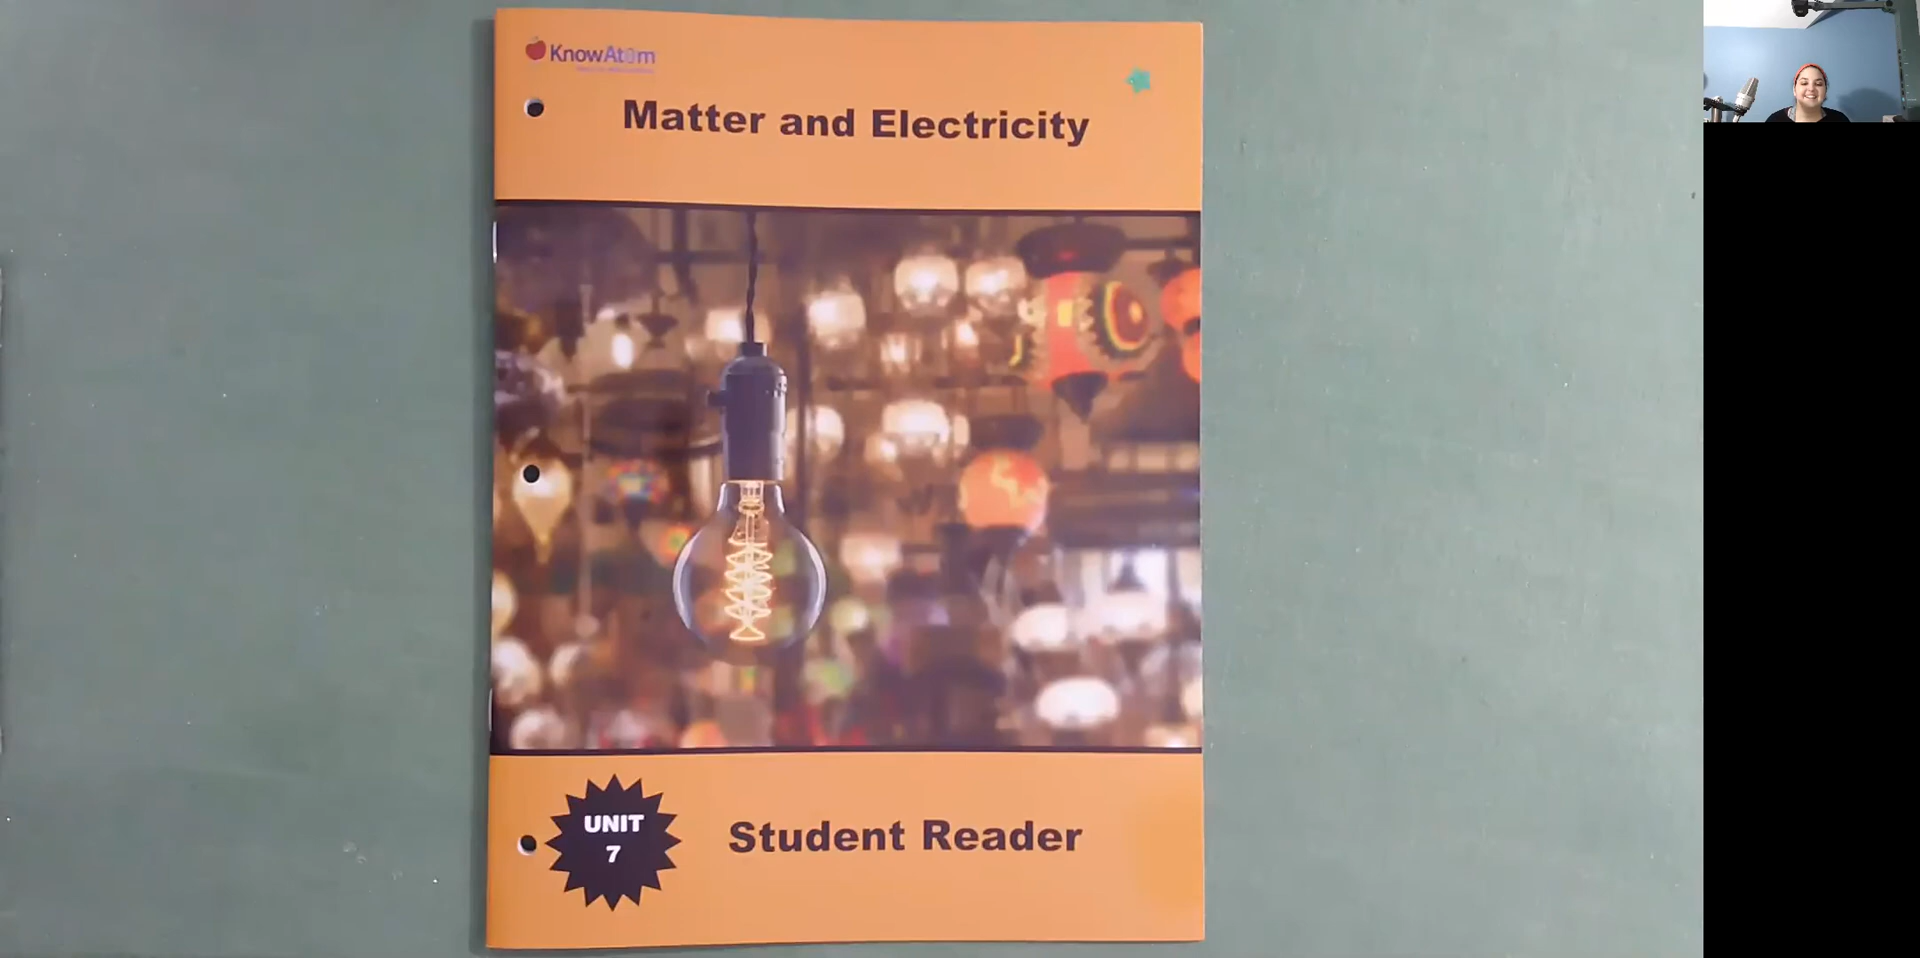 KnowAtom
Matter and Electricity
UNIT
7
Student Reader